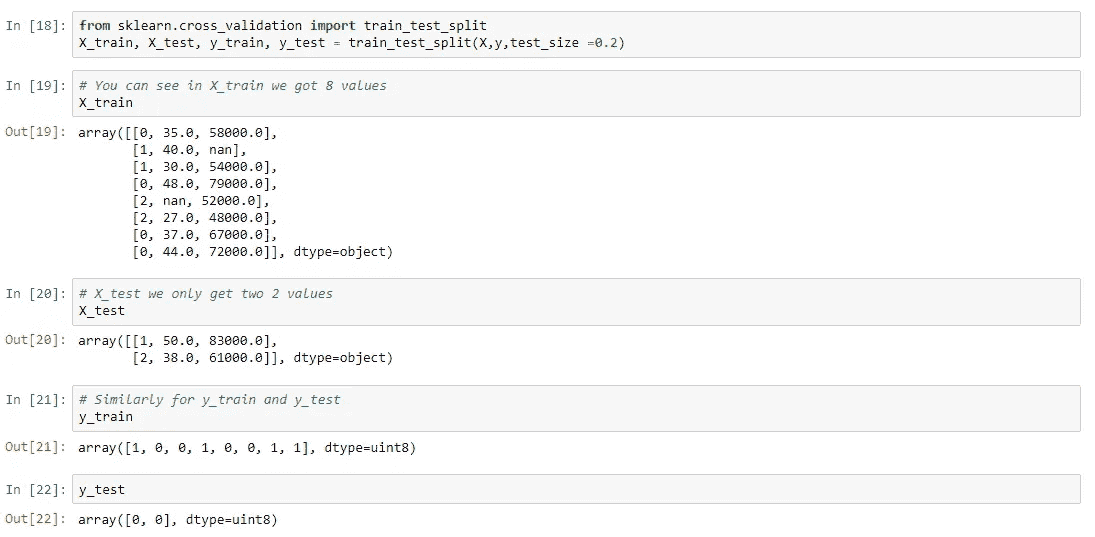 In [18]: from sklearn.cross_validation import train_test_split
X_train, X_test, y_train, y_test = train_test_split(X,y,test_size =0.2)
In [19]: # You can see in X_train we got 8 values
X_train
Out[19]: array([[0, 35.0, 58000.0],
[1, 40.0, nan],
[1, 30.0, 54000.0],
[0, 48.0, 79000.0],
[2, nan, 52000.0],
[2, 27.0, 48000.0],
[0, 37.0, 67000.0],
[0, 44.0, 72000.0]], dtype=object)
In [20]: # X_test we only get two 2 values
X_test
Out[20]: array([[1, 50.0, 83000.0],
[2, 38.0, 61000.0]], dtype=object)
In [21]: # Similarly for y_train and y_test
y_train
Out[21]: array([1, 0, 0, 1, 0, 0, 1, 1], dtype=uint8)
In [22]: y_test
Out[22]: array([0, 0], dtype=uint8)